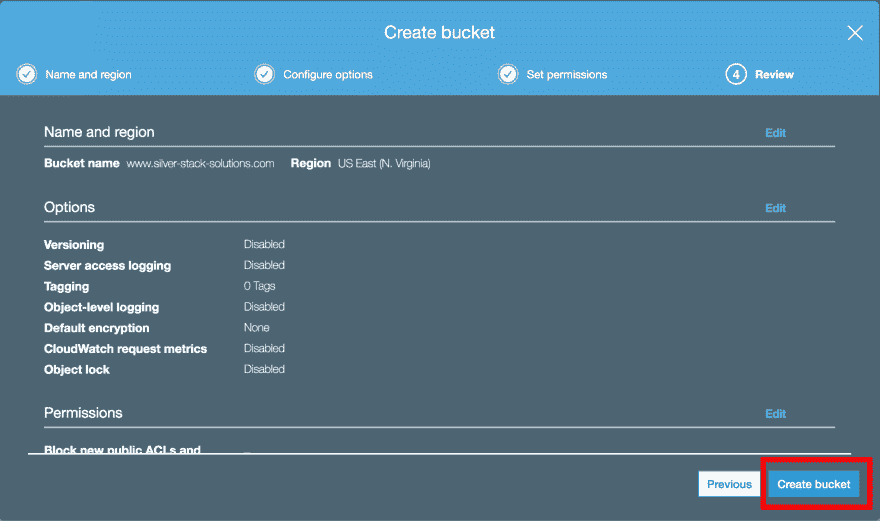 Create bucket
Name and region Configure options Set permissions 4 Review
Name and region Edit
Bucket name www.silver-stack-solutions.com Region US East (N. Virginia)
Options Edit
Versioning Disabled
Server access logging Disabled
Tagging 0 Tags
Object-level logging Disabled
Default encryption None
CloudWatch request metrics Disabled
Object lock Disabled
Permissions Edit
Block new public ACLs and
Previous Create bucket